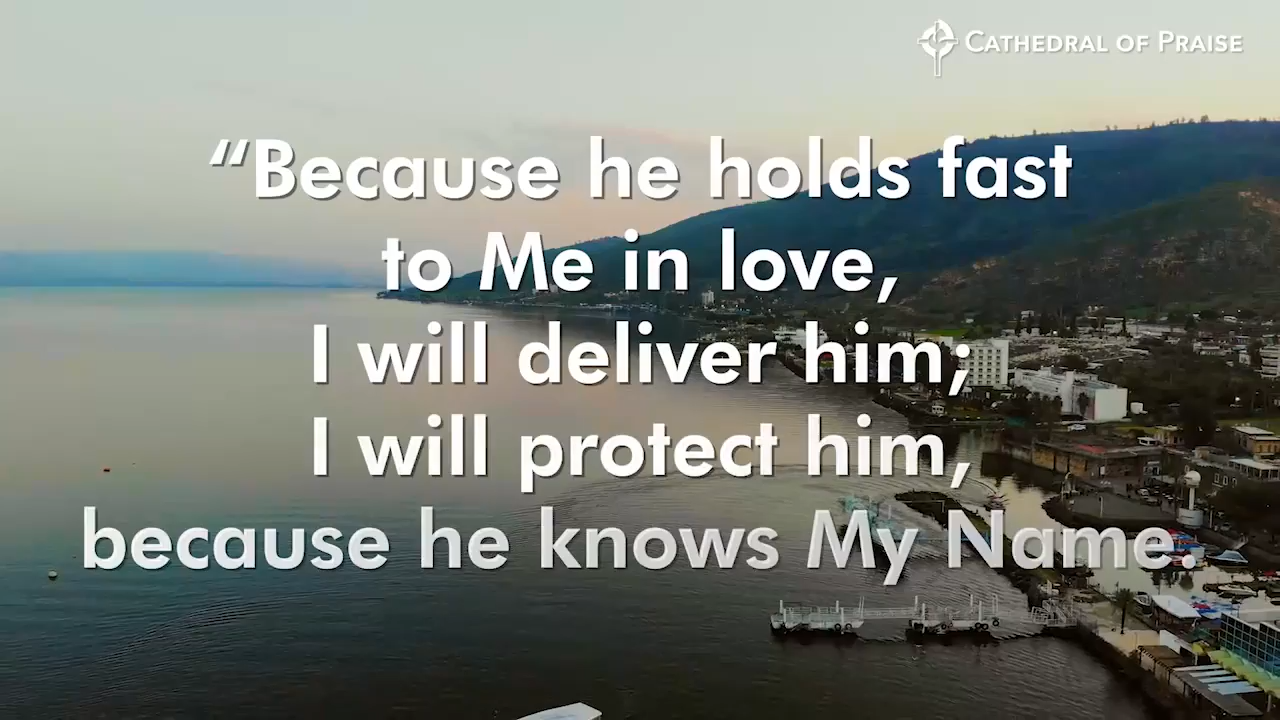 CATHEDRAL OF PRAISE
“Because he holds fast
to Me in love,
I will deliver him;
I will protect him,
because he knows My Name.